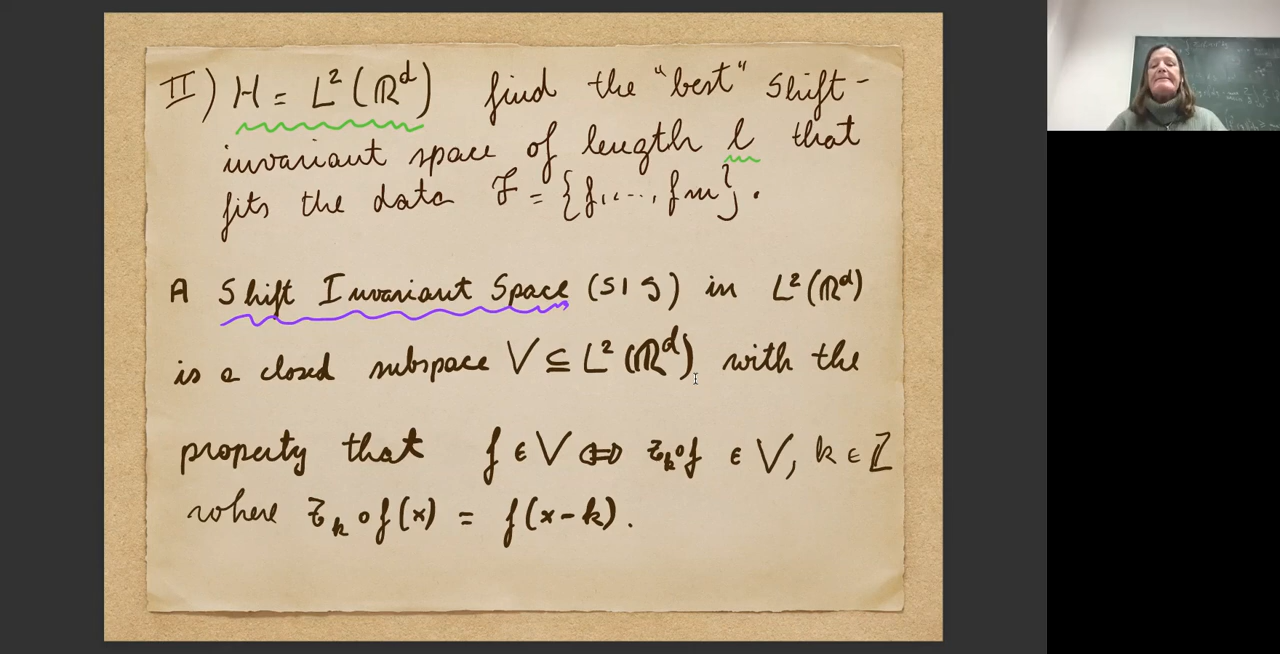 II) H = L²(ℝᵈ) find the "best" shift-
invariant space of length l that
fits the data ℱ = {f₁,..., fm}.
A Shift Invariant Space (SIS) in L²(ℝᵈ)
is a closed subspace V ⊆ L²(ℝᵈ) with the
property that f ∈ V ⇔ τₖ∘f ∈ V, k ∈ ℤ
where τₖ∘f(x) = f(x-k).